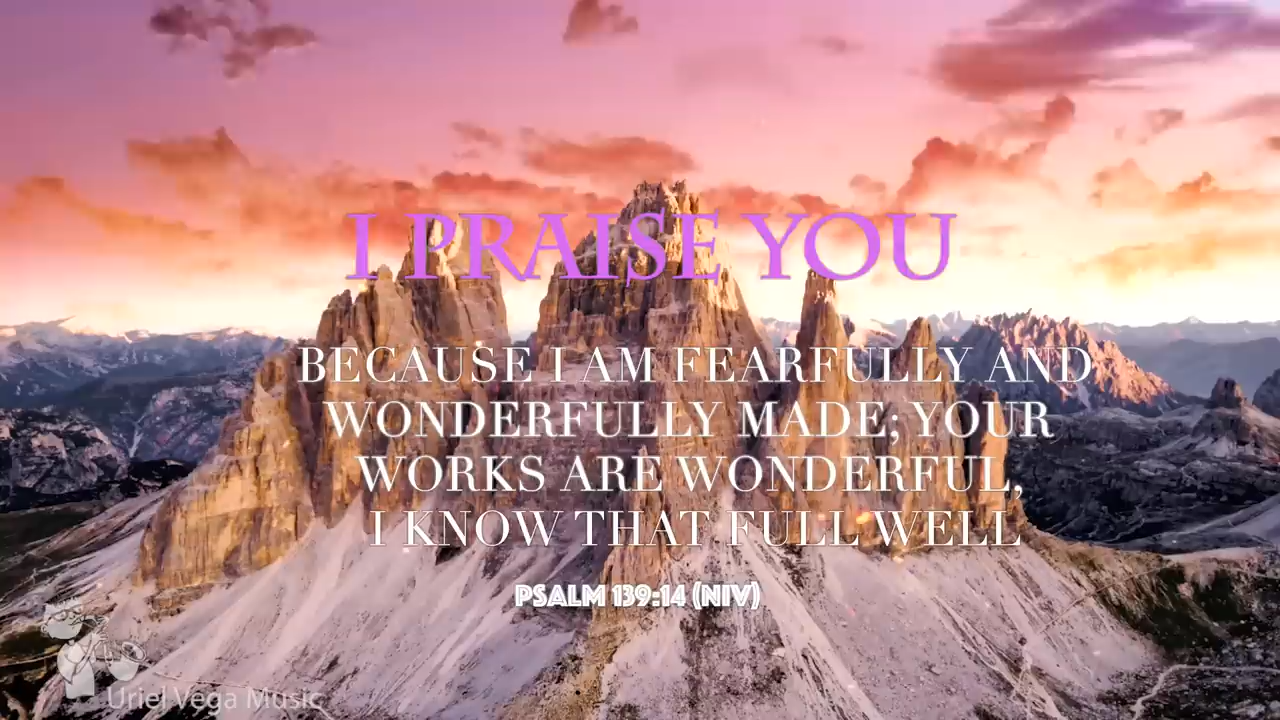 I PRAISE YOU
BECAUSE I AM FEARFULLY AND
WONDERFULLY MADE; YOUR
WORKS ARE WONDERFUL,
I KNOW THAT FULL WELL
PSALM 139:14 (NIV)
Uriel Vega Music